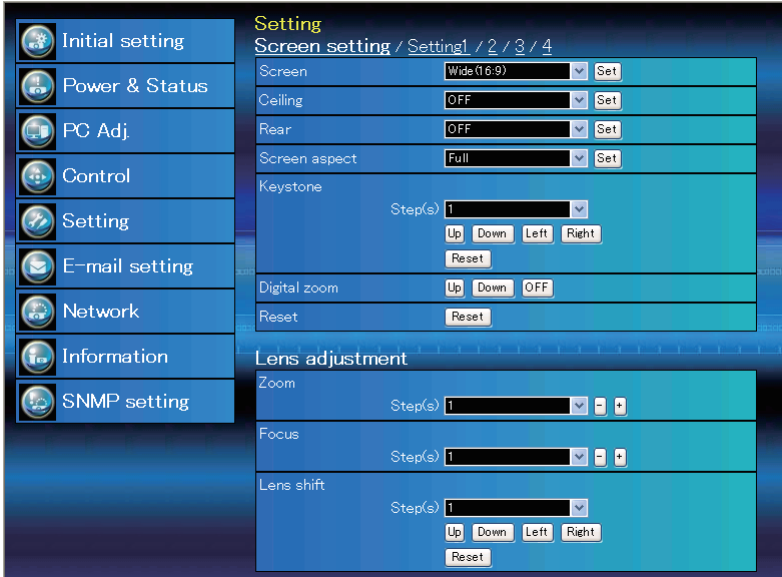 Initial setting
Power & Status
PC Adj.
Control
Setting
E-mail setting
Network
Information
SNMP setting
Setting
Screen setting / Setting1 / 2 / 3 / 4
Screen Wide(16:9) Set
Ceiling OFF Set
Rear OFF Set
Screen aspect Full Set
Keystone
Step(s) 1
Up Down Left Right
Reset
Digital zoom Up Down OFF
Reset Reset
Lens adjustment
Zoom
Step(s) 1 - +
Focus
Step(s) 1 - +
Lens shift
Step(s) 1
Up Down Left Right
Reset